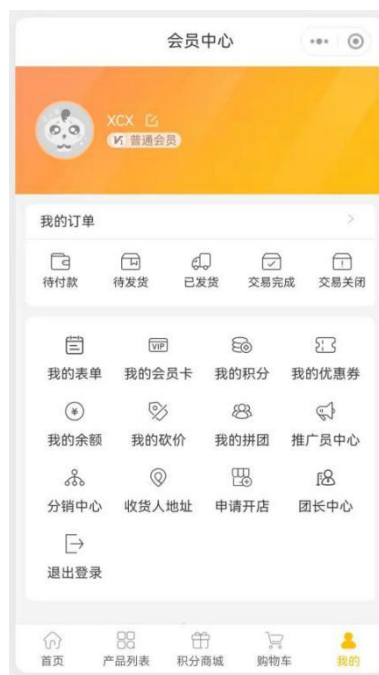 会员中心
XCX
V1 普通会员
我的订单
待付款 待发货 已发货 交易完成 交易关闭
VIP
我的表单 我的会员卡 我的积分 我的优惠券
我的余额 我的砍价 我的拼团 推广员中心
分销中心 收货人地址 申请开店 团长中心
退出登录
首页 产品列表 积分商城 购物车 我的